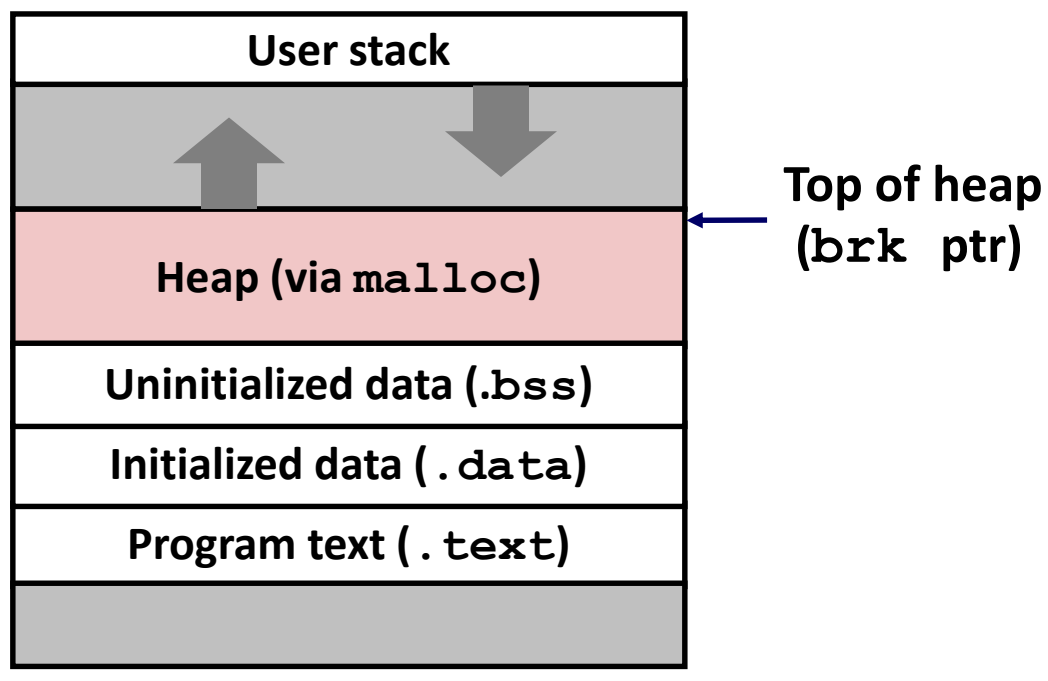 User stack
Top of heap
(brk ptr)
Heap (via malloc)
Uninitialized data (.bss)
Initialized data (.data)
Program text (.text)